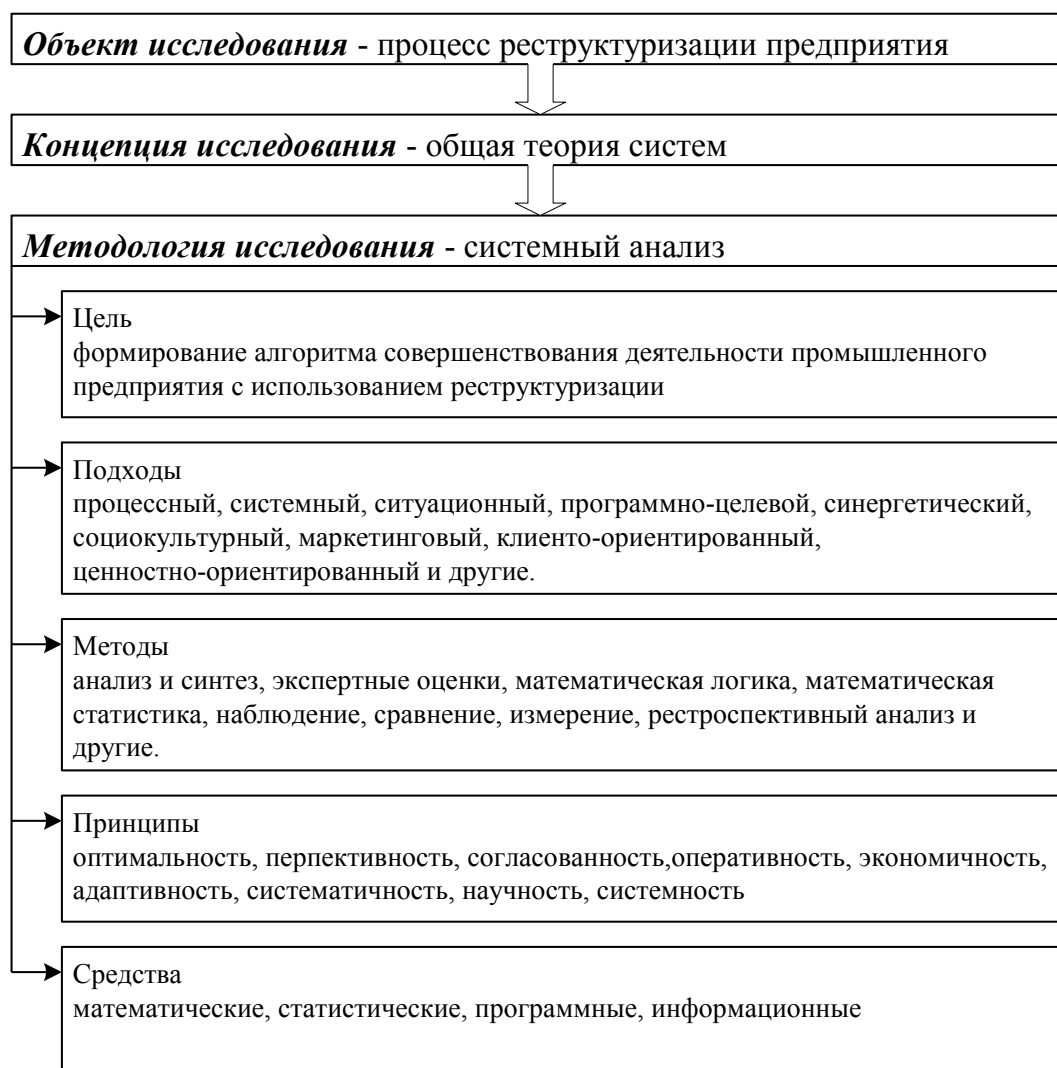 Объект исследования - процесс реструктуризации предприятия
Концепция исследования - общая теория систем
Методология исследования - системный анализ
Цель
формирование алгоритма совершенствования деятельности промышленного
предприятия с использованием реструктуризации
Подходы
процессный, системный, ситуационный, программно-целевой, синергетический,
социокультурный, маркетинговый, клиенто-ориентированный,
ценностно-ориентированный и другие.
Методы
анализ и синтез, экспертные оценки, математическая логика, математическая
статистика, наблюдение, сравнение, измерение, рестроспективный анализ и
другие.
Принципы
оптимальность, перпективность, согласованность,оперативность, экономичность,
адаптивность, систематичность, научность, системность
Средства
математические, статистические, программные, информационные